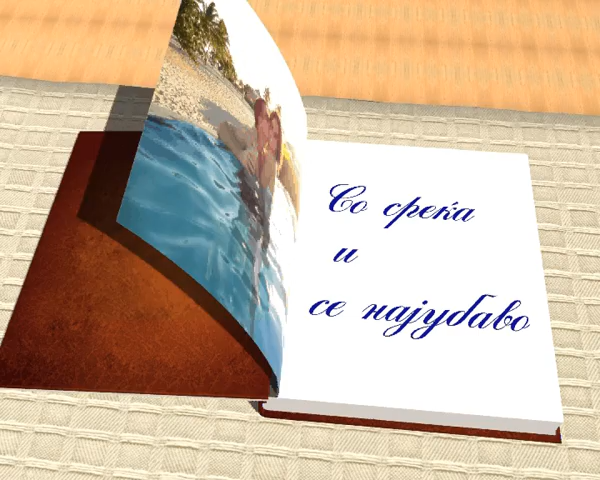 Со среќа
и
се најубаво